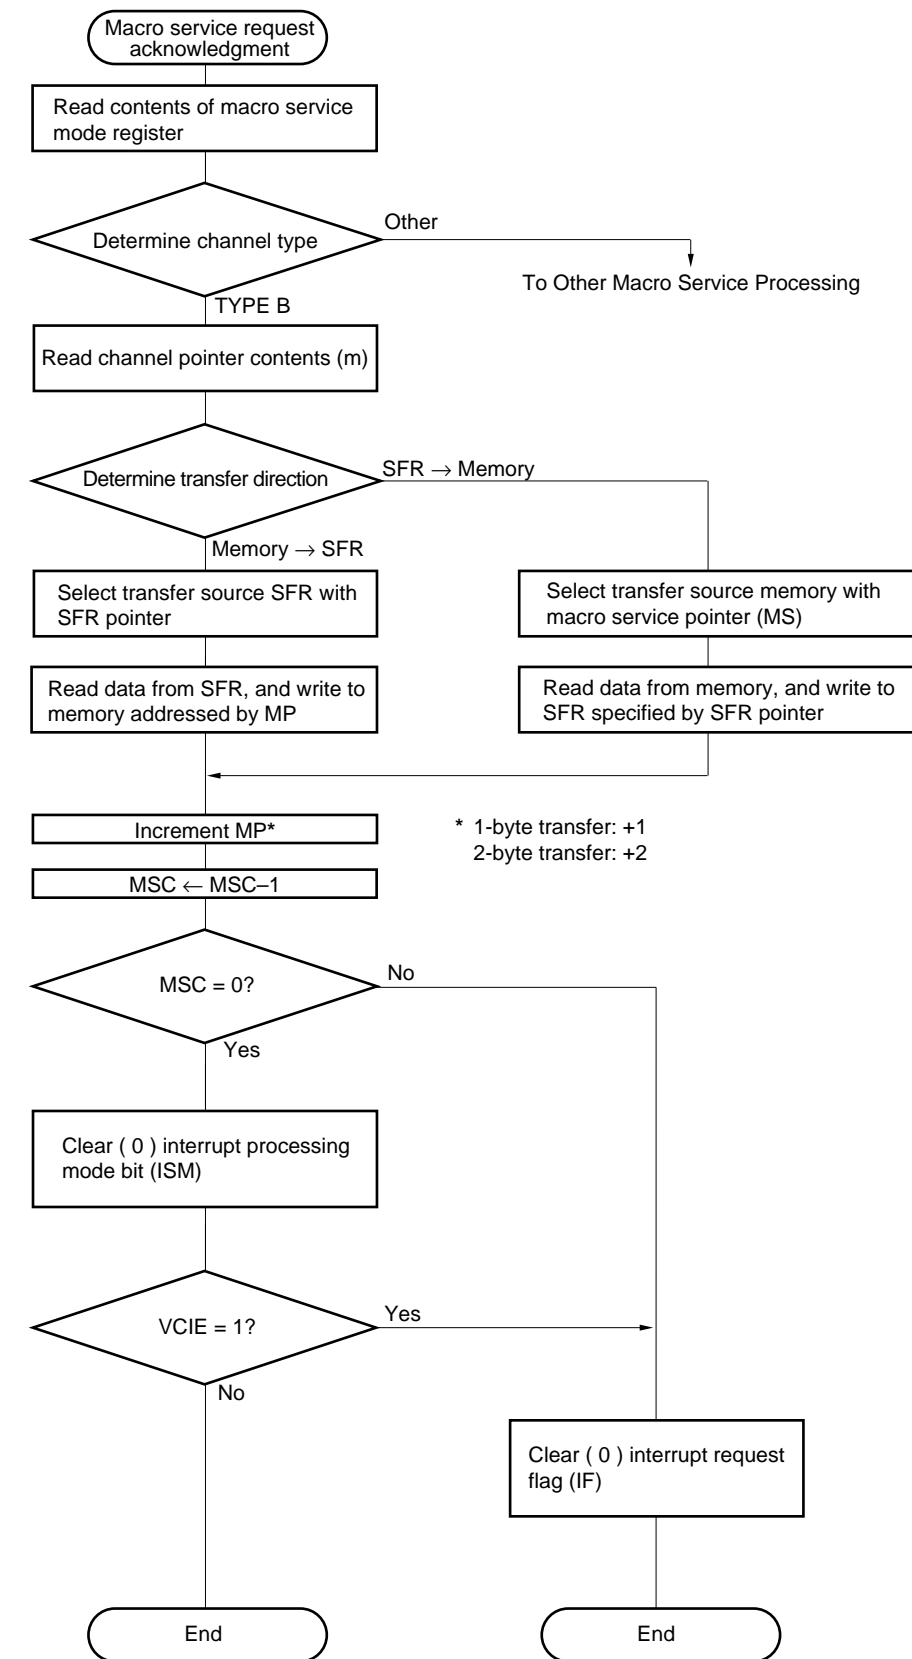 Macro service request
acknowledgment
Read contents of macro service
mode register
Determine channel type
Other
To Other Macro Service Processing
TYPE B
Read channel pointer contents (m)
Determine transfer direction
SFR → Memory
Memory → SFR
Select transfer source SFR with
SFR pointer
Select transfer source memory with
macro service pointer (MS)
Read data from SFR, and write to
memory addressed by MP
Read data from memory, and write to
SFR specified by SFR pointer
Increment MP*
* 1-byte transfer: +1
2-byte transfer: +2
MSC ← MSC–1
MSC = 0?
No
Yes
Clear ( 0 ) interrupt processing
mode bit (ISM)
VCIE = 1?
Yes
No
Clear ( 0 ) interrupt request
flag (IF)
End
End